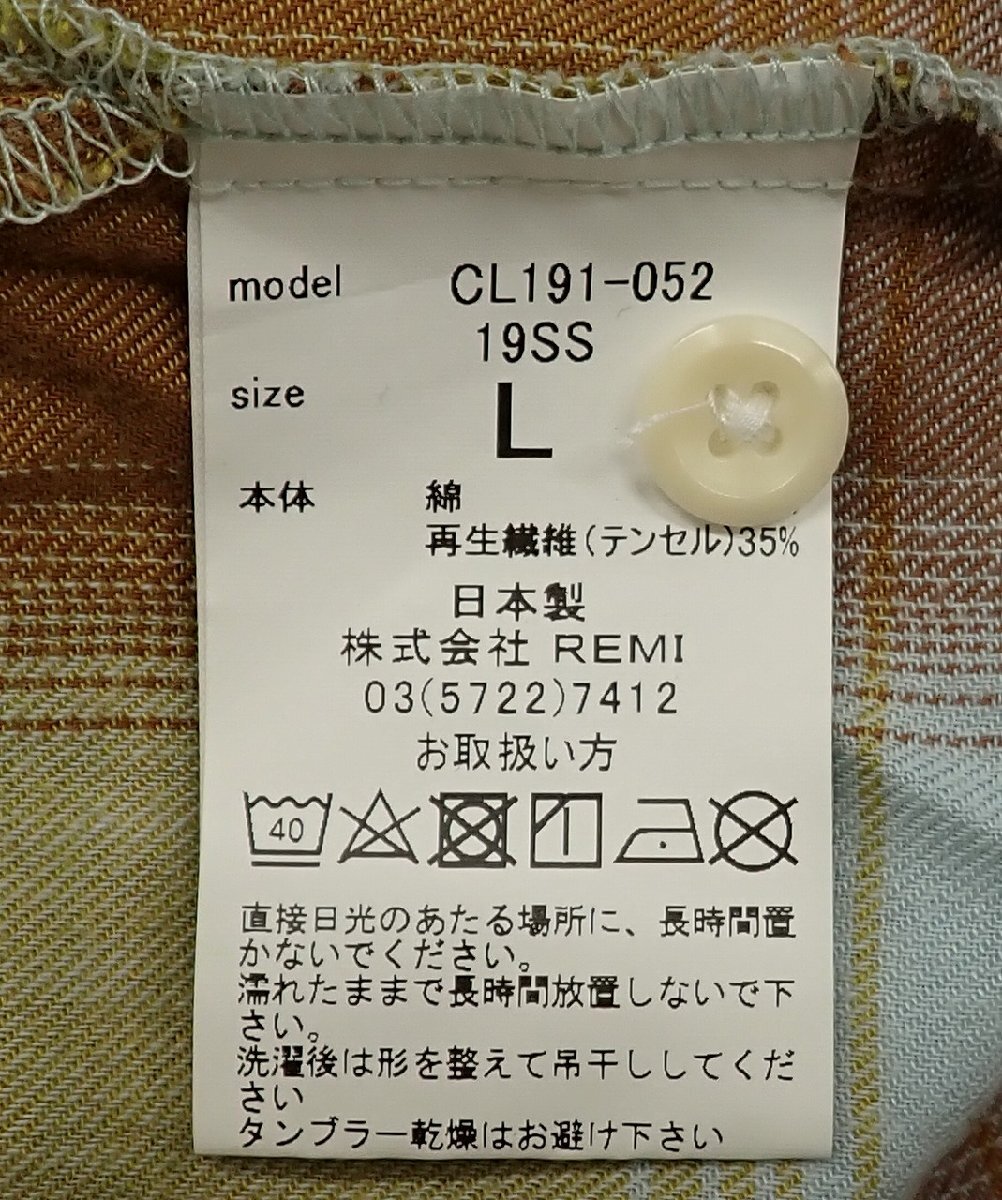 model CL191-052
19SS
size L
本体 綿
再生繊維(テンセル)35%
日本製
株式会社 REMI
03(5722)7412
お取扱い方
40
直接日光のあたる場所に、長時間置
かないでください。
濡れたままで長時間放置しないで下
さい。
洗濯後は形を整えて吊干ししてくだ
さい
タンブラー乾燥はお避け下さい